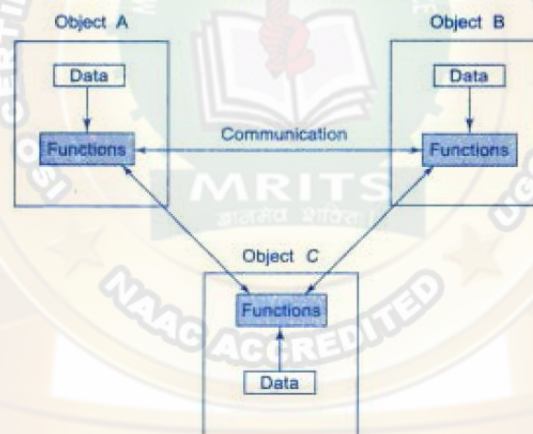 Object A
Object B
Data
Data
Communication
Functions
Functions
MRITS
Object C
Functions
NAAC ACCREDITED
Data